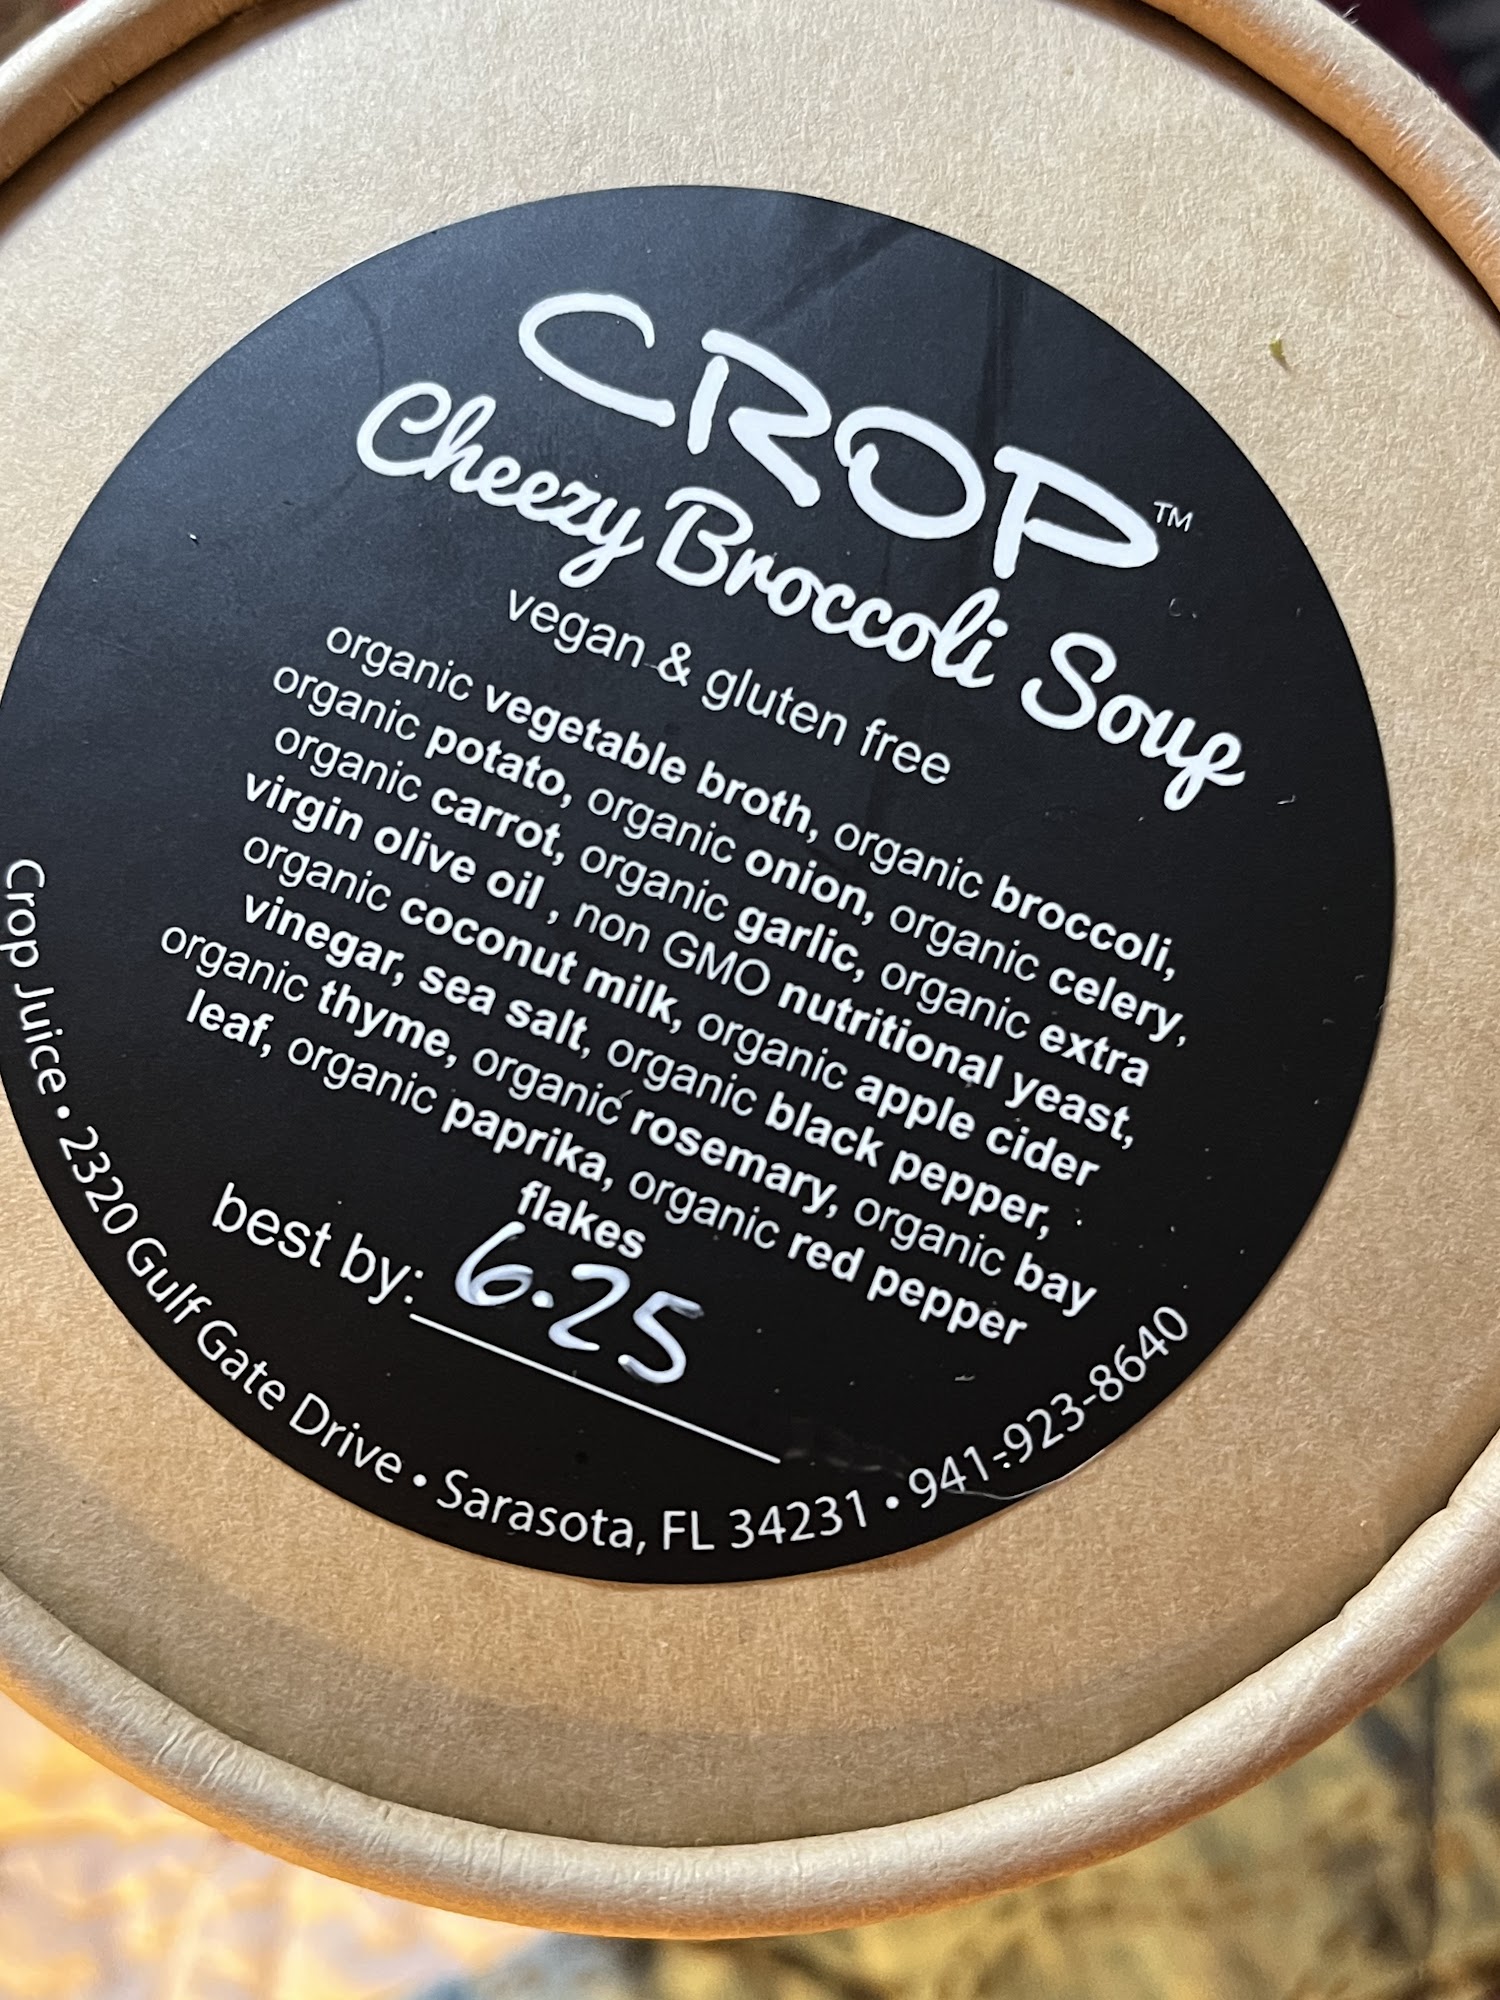 CROP™
Cheezy Broccoli Soup
vegan & gluten free
organic vegetable broth, organic broccoli,
organic potato, organic onion, organic celery,
organic carrot, organic garlic, organic extra
virgin olive oil , non GMO nutritional yeast,
organic coconut milk, organic apple cider
vinegar, sea salt, organic black pepper,
organic thyme, organic rosemary, organic bay
leaf, organic paprika, organic red pepper
flakes
best by: 6.25
Crop Juice • 2320 Gulf Gate Drive • Sarasota, FL 34231 • 941-923-8640